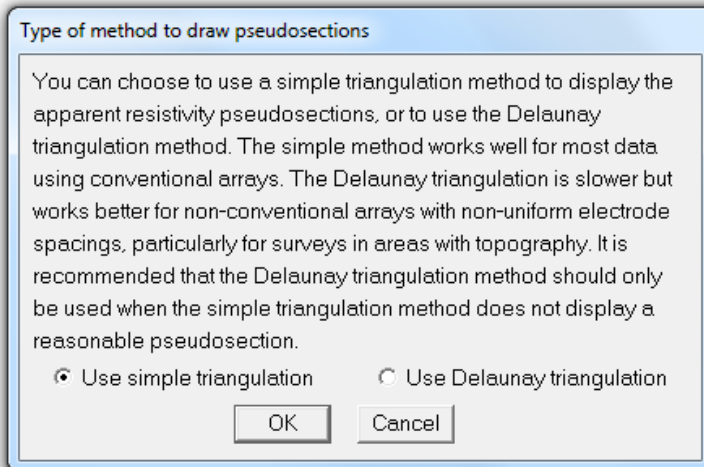 Type of method to draw pseudosections
You can choose to use a simple triangulation method to display the
apparent resistivity pseudosections, or to use the Delaunay
triangulation method. The simple method works well for most data
using conventional arrays. The Delaunay triangulation is slower but
works better for non-conventional arrays with non-uniform electrode
spacings, particularly for surveys in areas with topography. It is
recommended that the Delaunay triangulation method should only
be used when the simple triangulation method does not display a
reasonable pseudosection.
Use simple triangulation Use Delaunay triangulation
OK Cancel